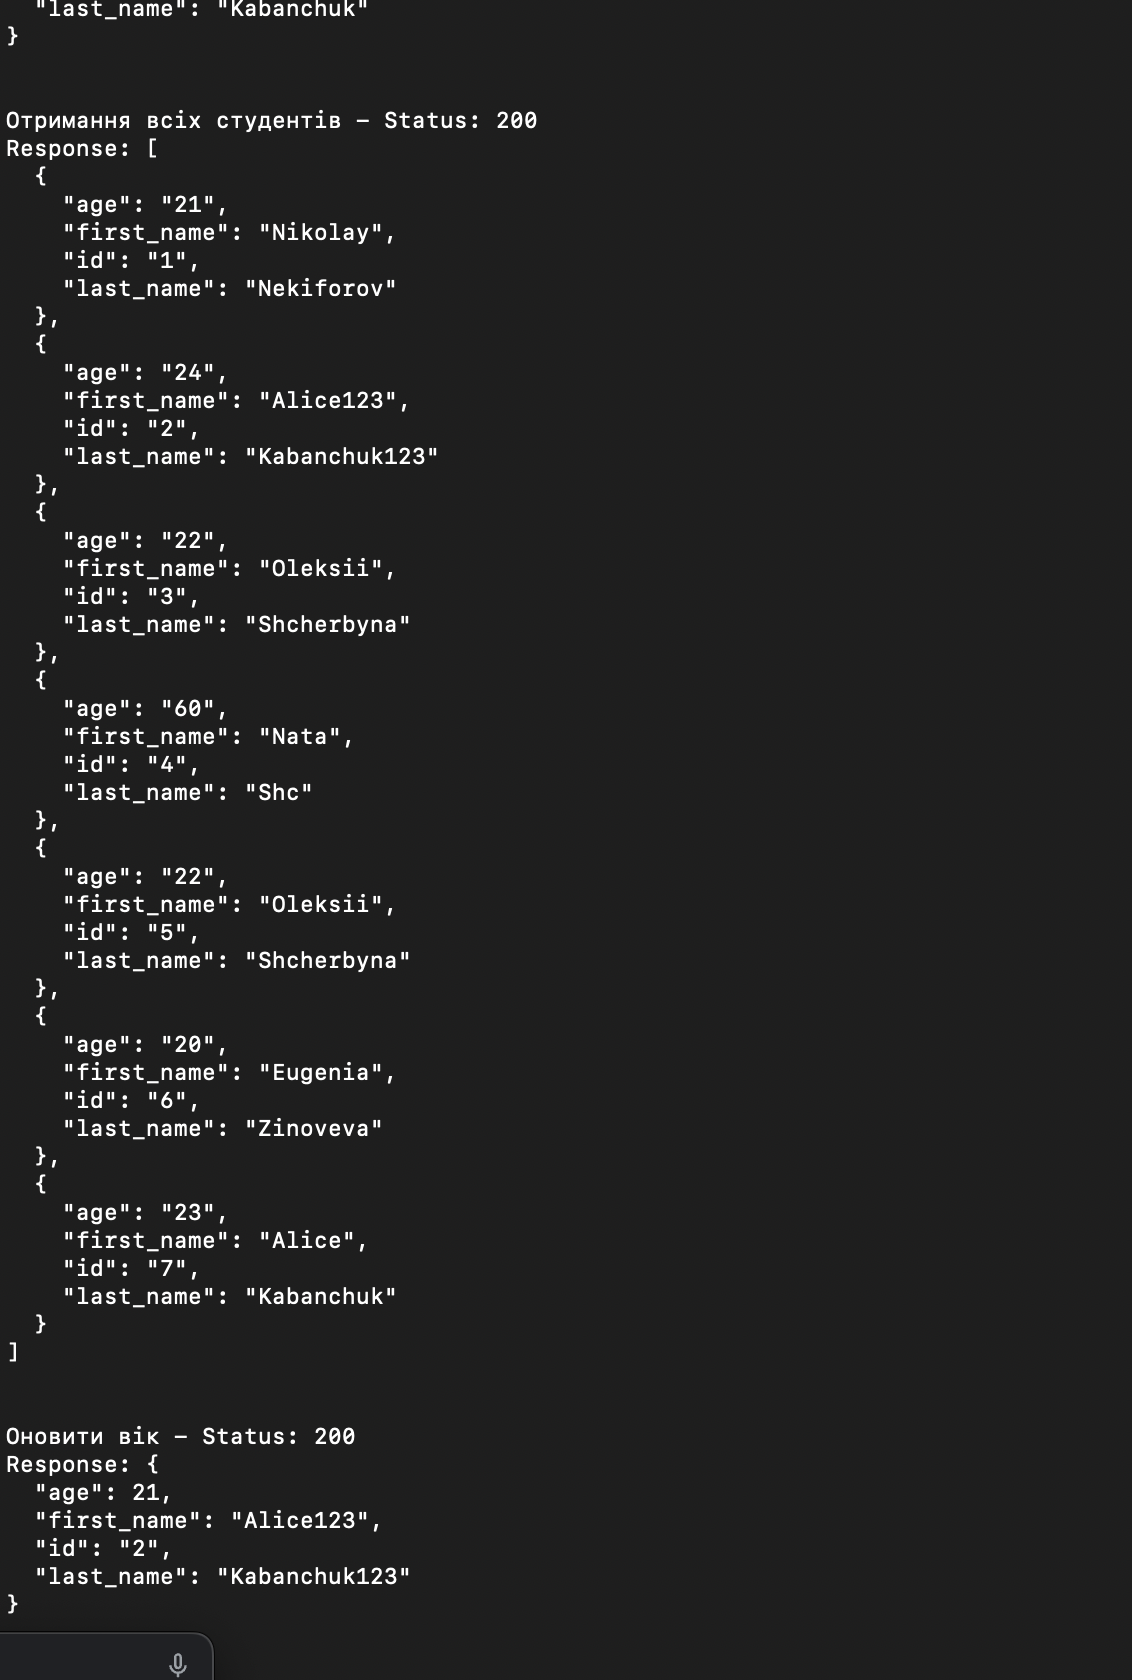 "last_name": "Kabanchuk"
}
Отримання всіх студентів – Status: 200
Response: [
{
"age": "21",
"first_name": "Nikolay",
"id": "1",
"last_name": "Nekiforov"
},
{
"age": "24",
"first_name": "Alice123",
"id": "2",
"last_name": "Kabanchuk123"
},
{
"age": "22",
"first_name": "Oleksii",
"id": "3",
"last_name": "Shcherbyna"
},
{
"age": "60",
"first_name": "Nata",
"id": "4",
"last_name": "Shc"
},
{
"age": "22",
"first_name": "Oleksii",
"id": "5",
"last_name": "Shcherbyna"
},
{
"age": "20",
"first_name": "Eugenia",
"id": "6",
"last_name": "Zinoveva"
},
{
"age": "23",
"first_name": "Alice",
"id": "7",
"last_name": "Kabanchuk"
}
]
Оновити вік – Status: 200
Response: {
"age": 21,
"first_name": "Alice123",
"id": "2",
"last_name": "Kabanchuk123"
}